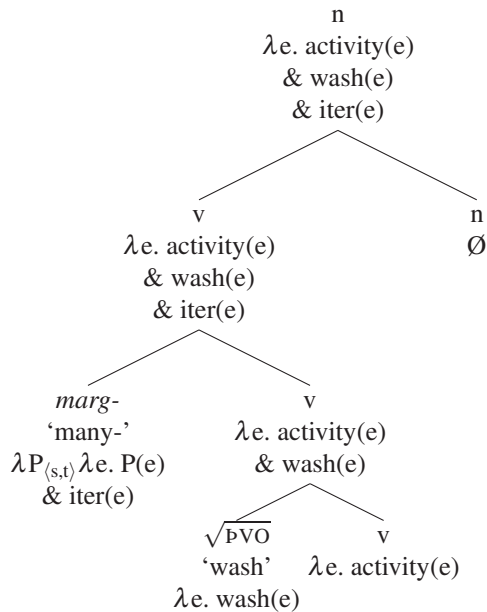 n
λe. activity(e)
& wash(e)
& iter(e)
v
λe. activity(e)
& wash(e)
& iter(e)
n
Ø
marg-
‘many-’
λP⟨s,t⟩λe. P(e)
& iter(e)
v
λe. activity(e)
& wash(e)
√ÞVO
‘wash’
λe. wash(e)
v
λe. activity(e)